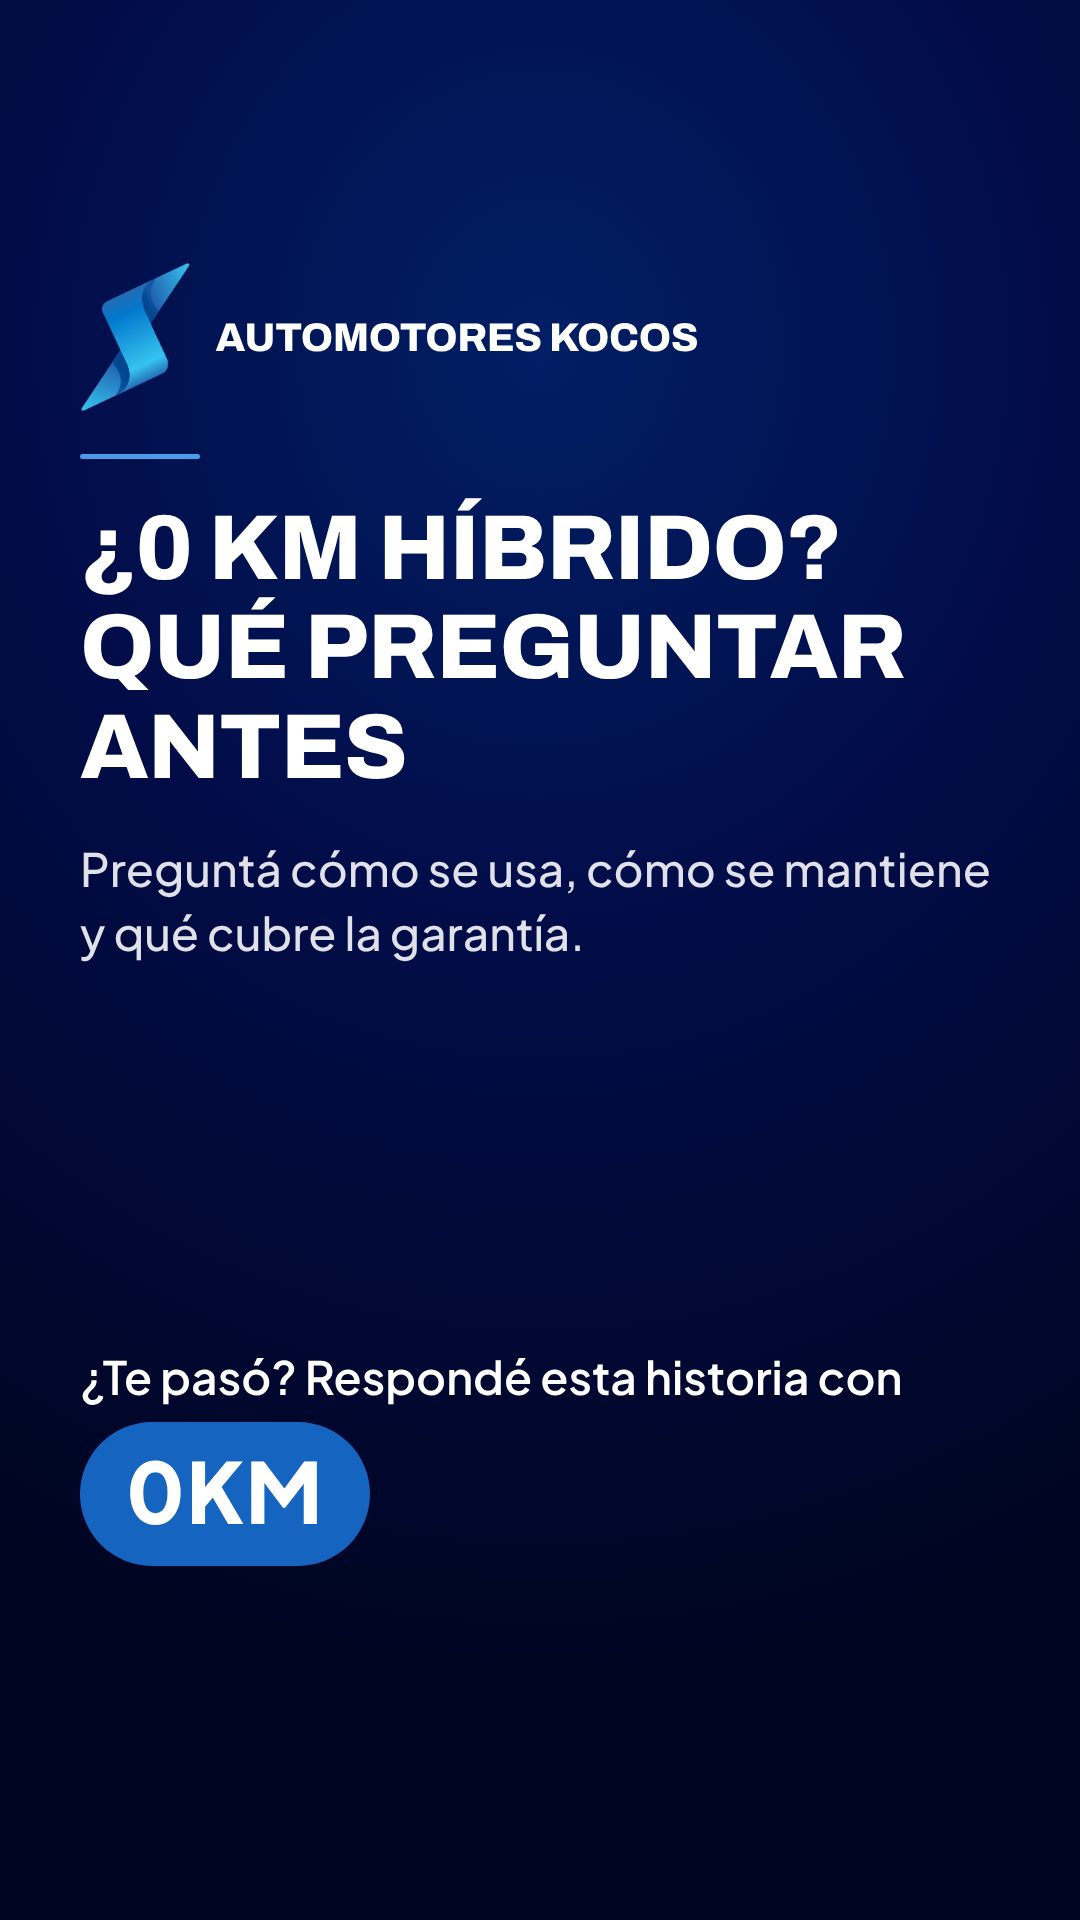 AUTOMOTORES KOCOS
¿0 KM HÍBRIDO?
QUÉ PREGUNTAR
ANTES
Preguntá cómo se usa, cómo se mantiene
y qué cubre la garantía.
¿Te pasó? Respondé esta historia con
0KM